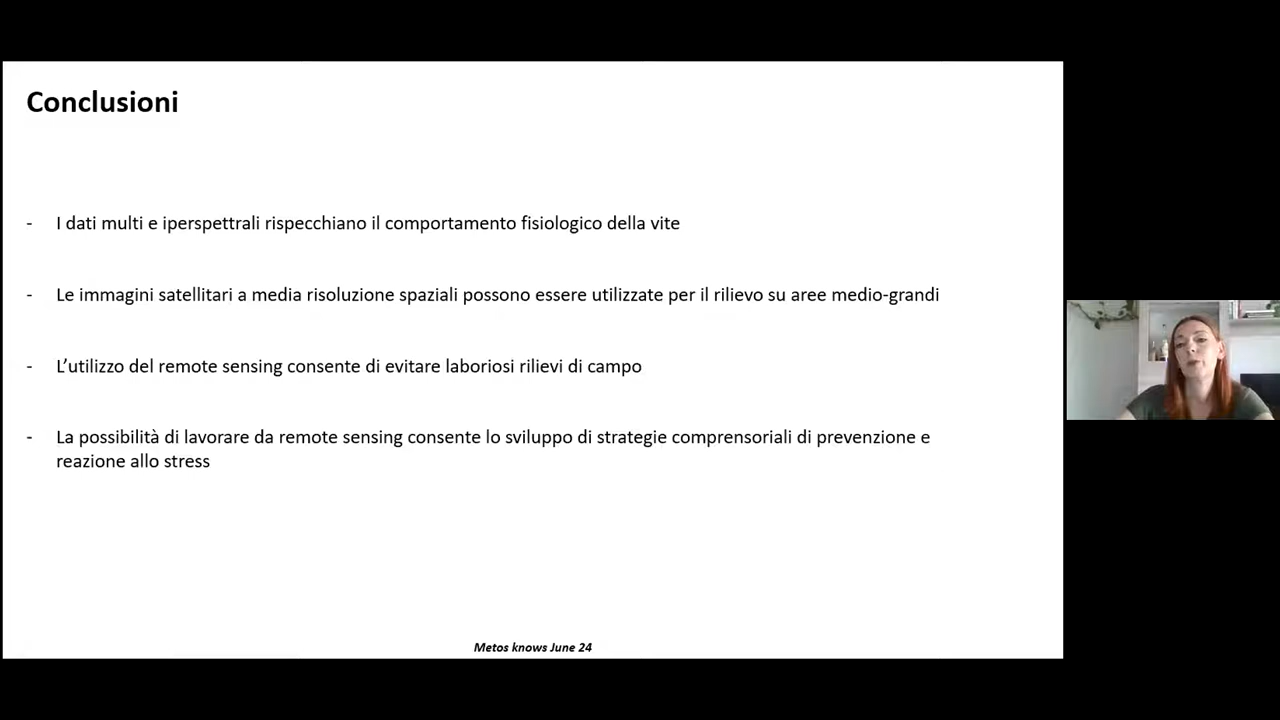 Conclusioni
- I dati multi e iperspettrali rispecchiano il comportamento fisiologico della vite
- Le immagini satellitari a media risoluzione spaziali possono essere utilizzate per il rilievo su aree medio-grandi
- L’utilizzo del remote sensing consente di evitare laboriosi rilievi di campo
- La possibilità di lavorare da remote sensing consente lo sviluppo di strategie comprensoriali di prevenzione e
reazione allo stress
Metos knows June 24